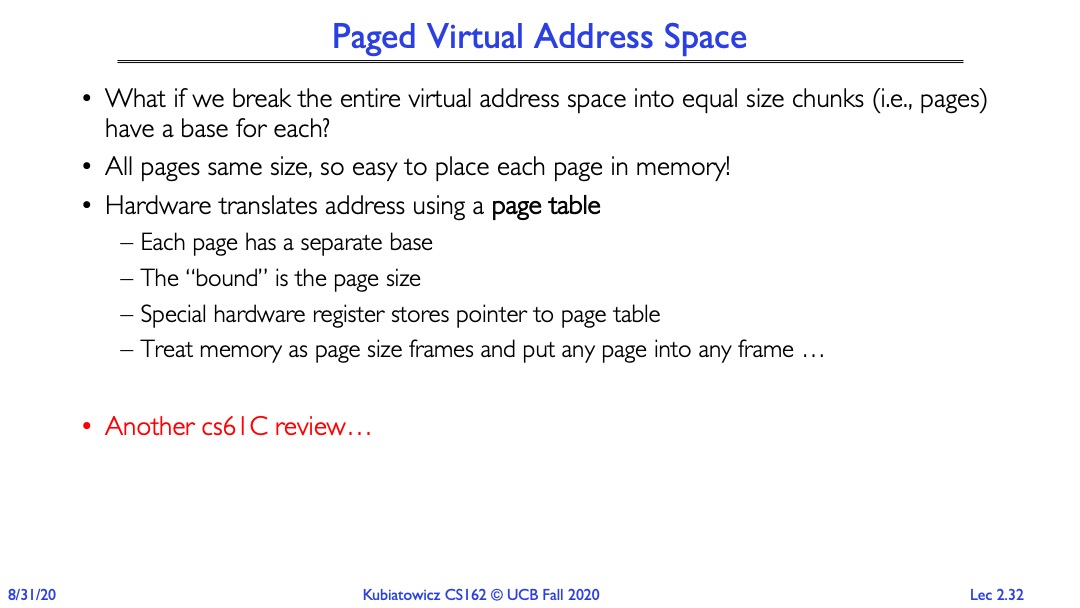 Paged Virtual Address Space
• What if we break the entire virtual address space into equal size chunks (i.e., pages)
have a base for each?
• All pages same size, so easy to place each page in memory!
• Hardware translates address using a page table
– Each page has a separate base
– The “bound” is the page size
– Special hardware register stores pointer to page table
– Treat memory as page size frames and put any page into any frame …
• Another cs61C review…
8/31/20 Kubiatowicz CS162 © UCB Fall 2020 Lec 2.32